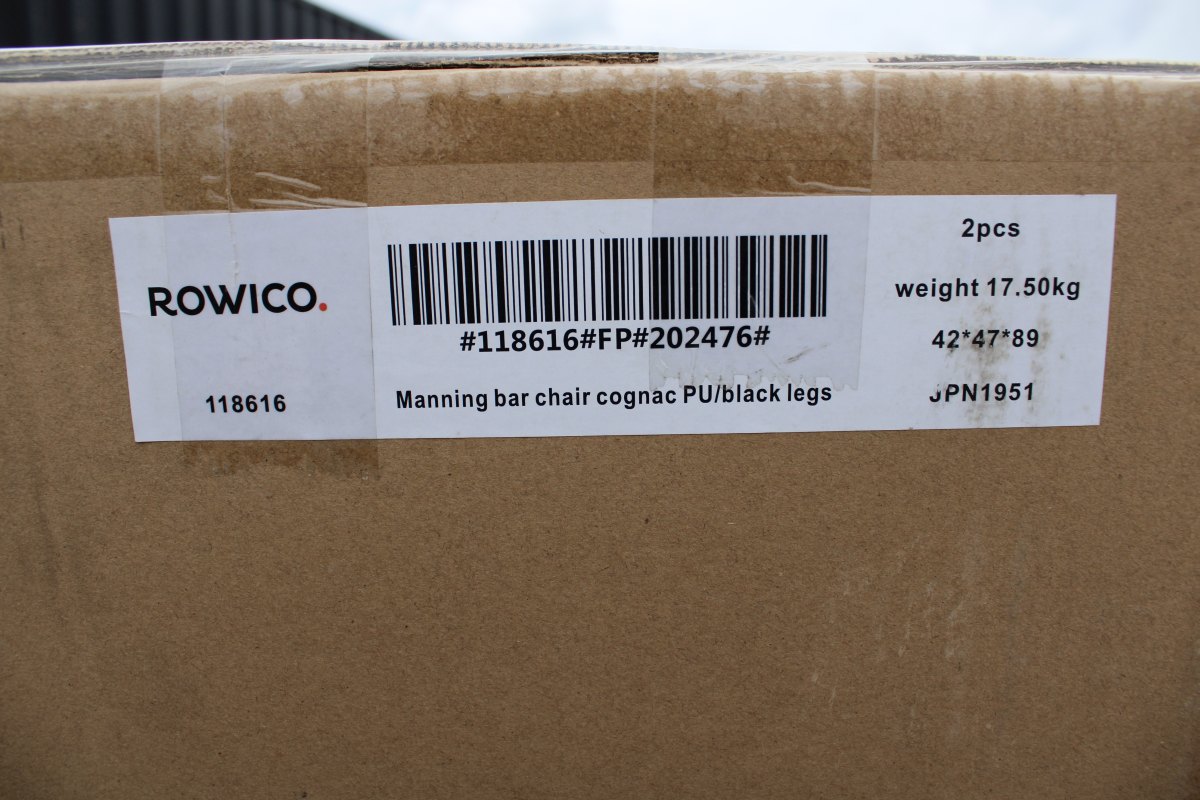 ROWICO.
118616
#118616#FP#202476#
Manning bar chair cognac PU/black legs
2pcs
weight 17.50kg
42*47*89
JPN1951